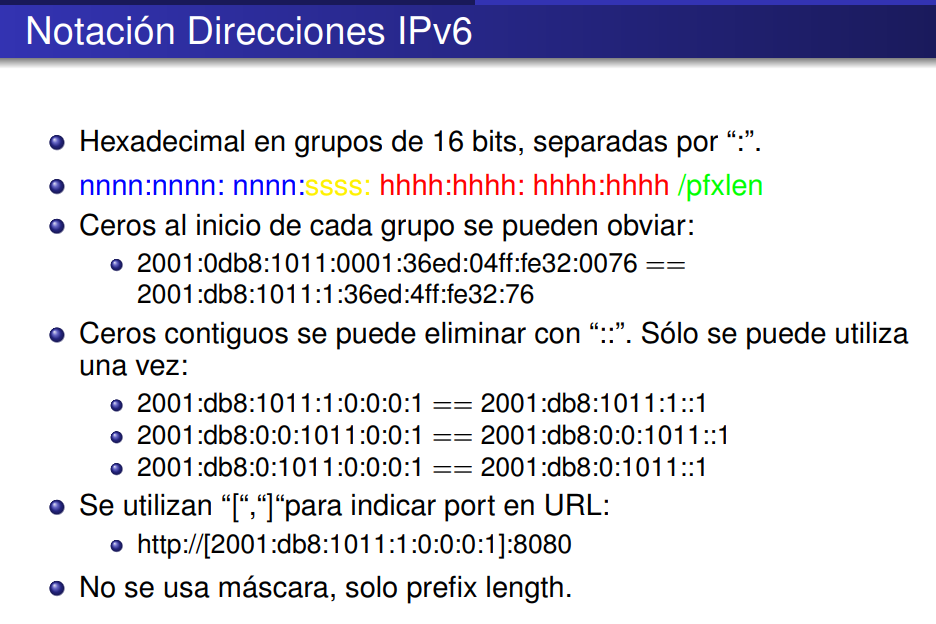 Notación Direcciones IPv6
Hexadecimal en grupos de 16 bits, separadas por “:”.
nnnn:nnnn: nnnn:ssss: hhhh:hhhh: hhhh:hhhh /pfxlen
Ceros al inicio de cada grupo se pueden obviar:
2001:0db8:1011:0001:36ed:04ff:fe32:0076 ==
2001:db8:1011:1:36ed:4ff:fe32:76
Ceros contiguos se puede eliminar con “::”. Sólo se puede utiliza
una vez:
2001:db8:1011:1:0:0:0:1 == 2001:db8:1011:1::1
2001:db8:0:0:1011:0:0:1 == 2001:db8:0:0:1011::1
2001:db8:0:1011:0:0:0:1 == 2001:db8:0:1011::1
Se utilizan “[“,“]“para indicar port en URL:
http://[2001:db8:1011:1:0:0:0:1]:8080
No se usa máscara, solo prefix length.